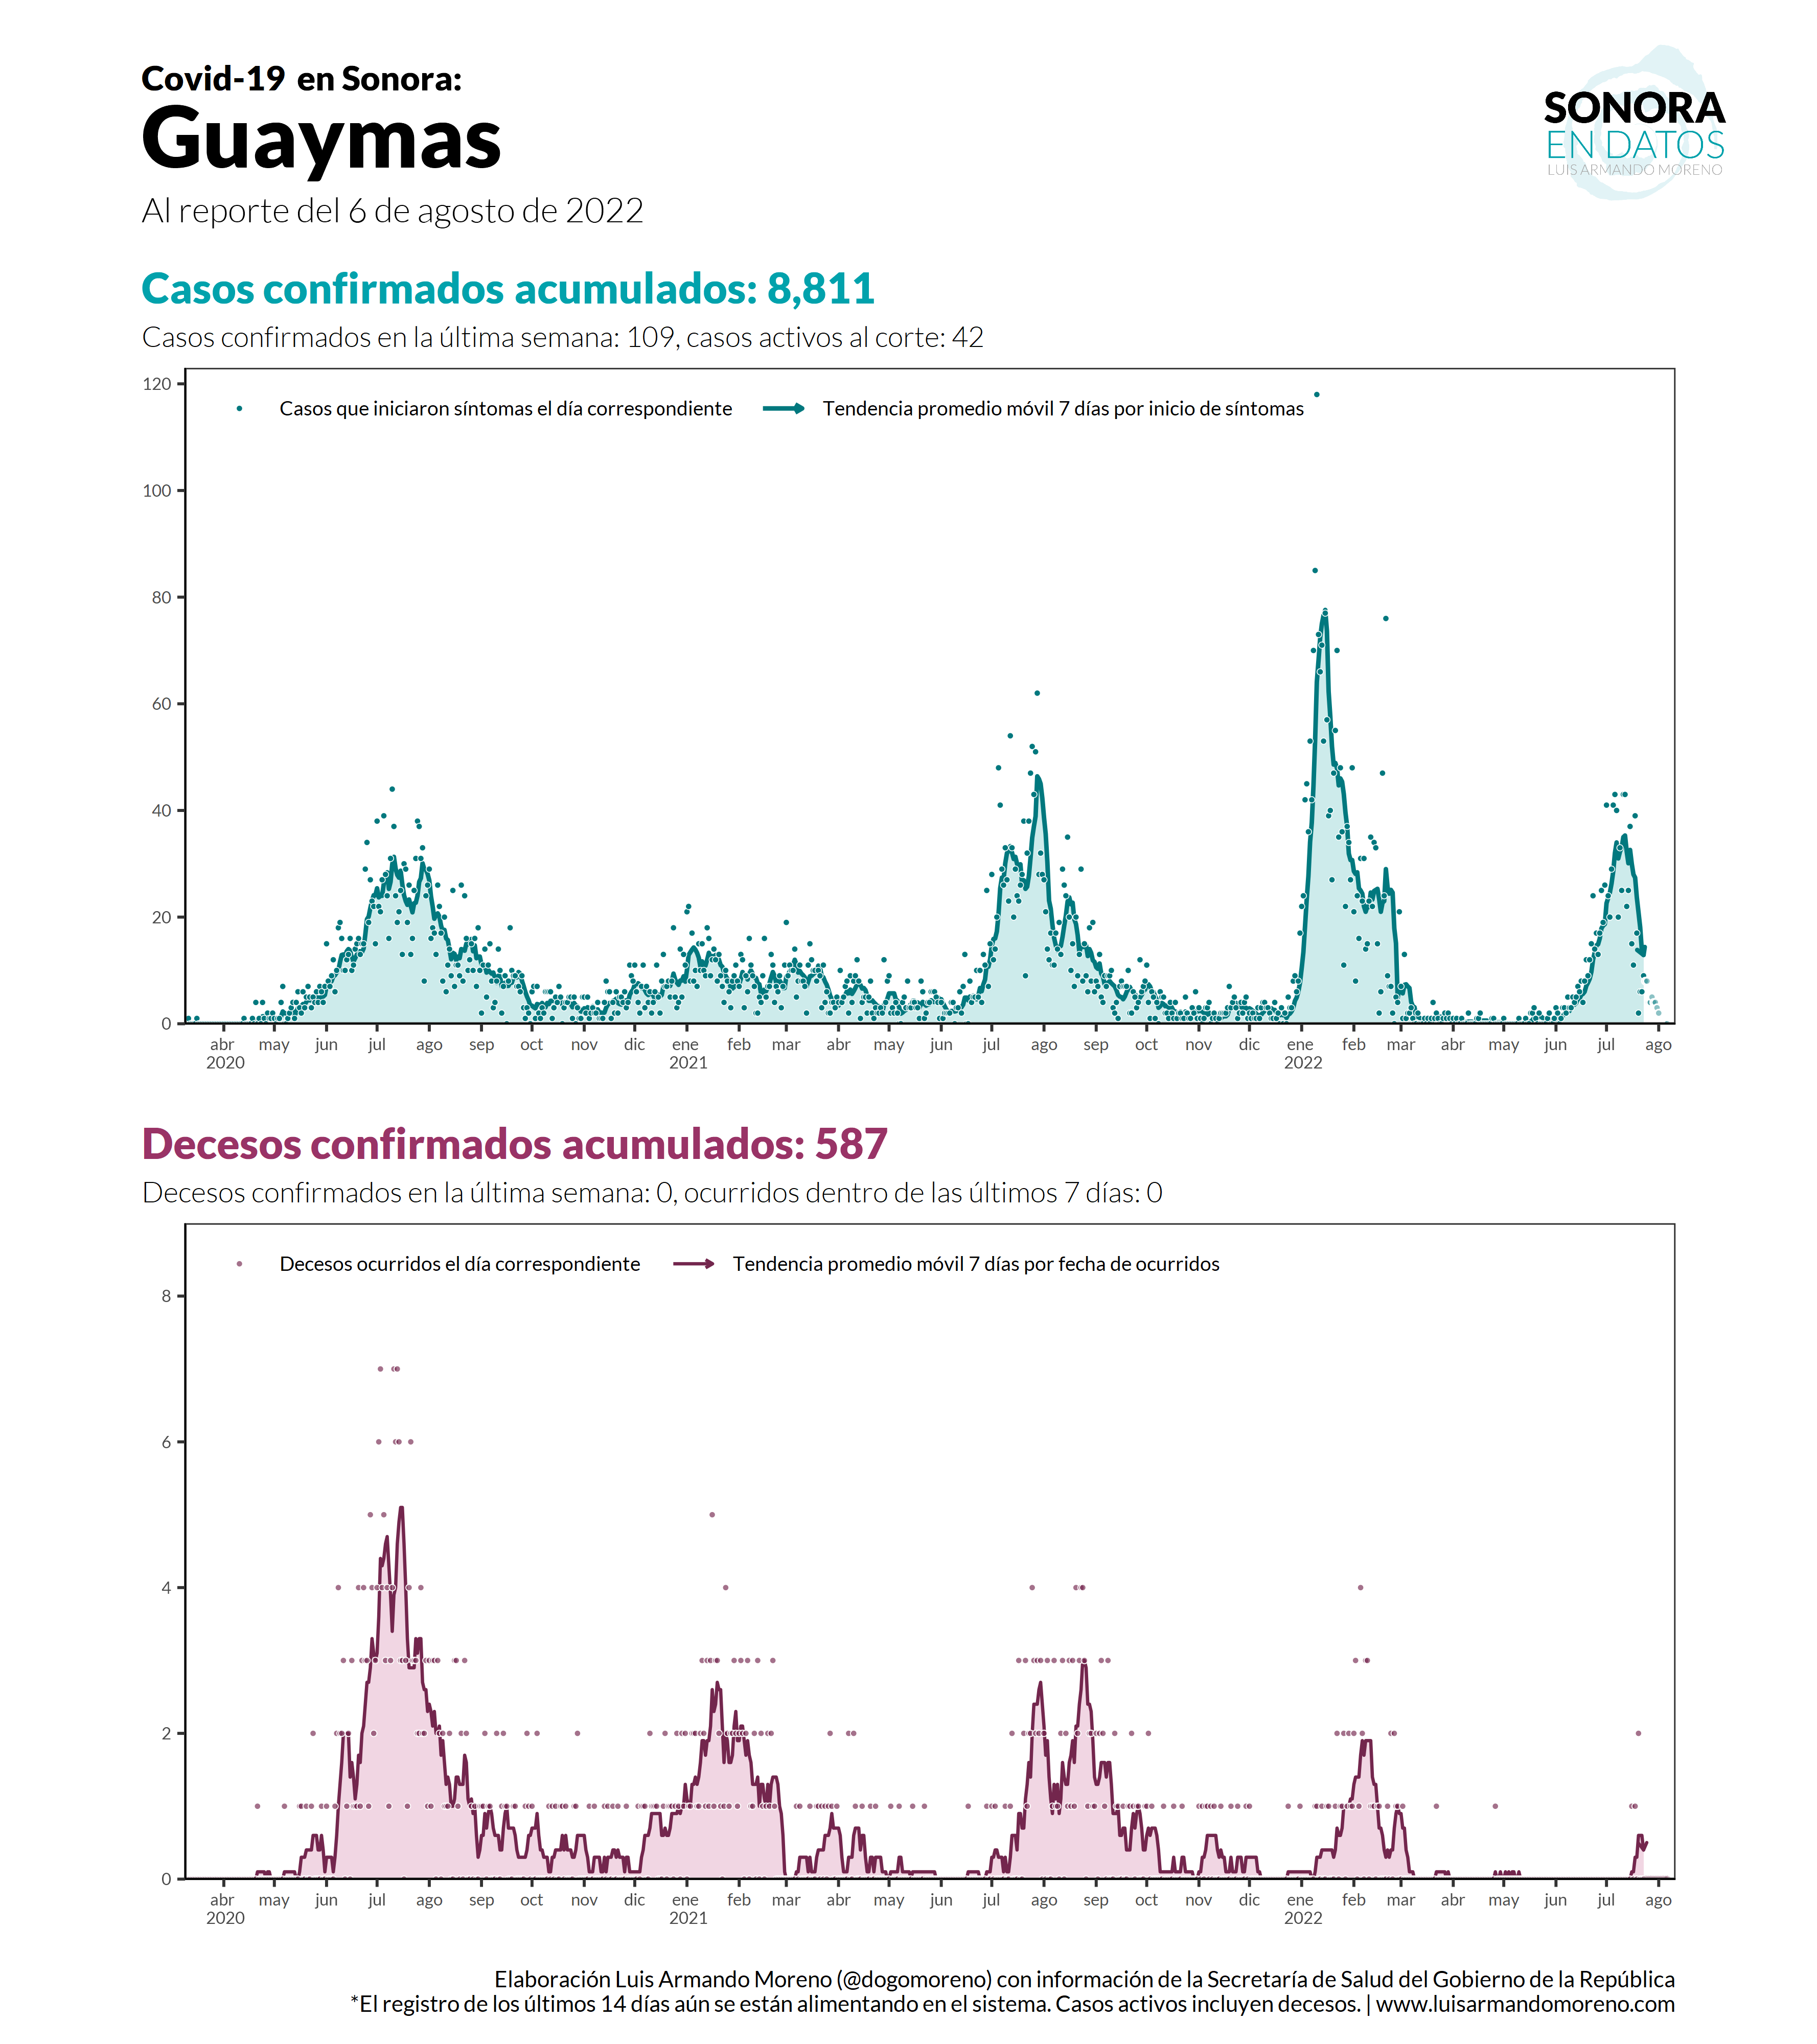 Covid-19 en Sonora:
Guaymas
Al reporte del 6 de agosto de 2022
SONORA
EN DATOS
LUIS ARMANDO MORENO
Casos confirmados acumulados: 8,811
Casos confirmados en la última semana: 109, casos activos al corte: 42
Casos que iniciaron síntomas el día correspondiente
Tendencia promedio móvil 7 días por inicio de síntomas
120
100
80
60
40
20
0
abr may jun jul ago sep oct nov dic ene feb mar abr may jun jul ago sep oct nov dic ene feb mar abr may jun jul ago
2020 2021 2022
Decesos confirmados acumulados: 587
Decesos confirmados en la última semana: 0, ocurridos dentro de las últimos 7 días: 0
Decesos ocurridos el día correspondiente
Tendencia promedio móvil 7 días por fecha de ocurridos
8
6
4
2
0
abr may jun jul ago sep oct nov dic ene feb mar abr may jun jul ago sep oct nov dic ene feb mar abr may jun jul ago
2020 2021 2022
Elaboración Luis Armando Moreno (@dogomoreno) con información de la Secretaría de Salud del Gobierno de la República
*El registro de los últimos 14 días aún se están alimentando en el sistema. Casos activos incluyen decesos. | www.luisarmandomoreno.com